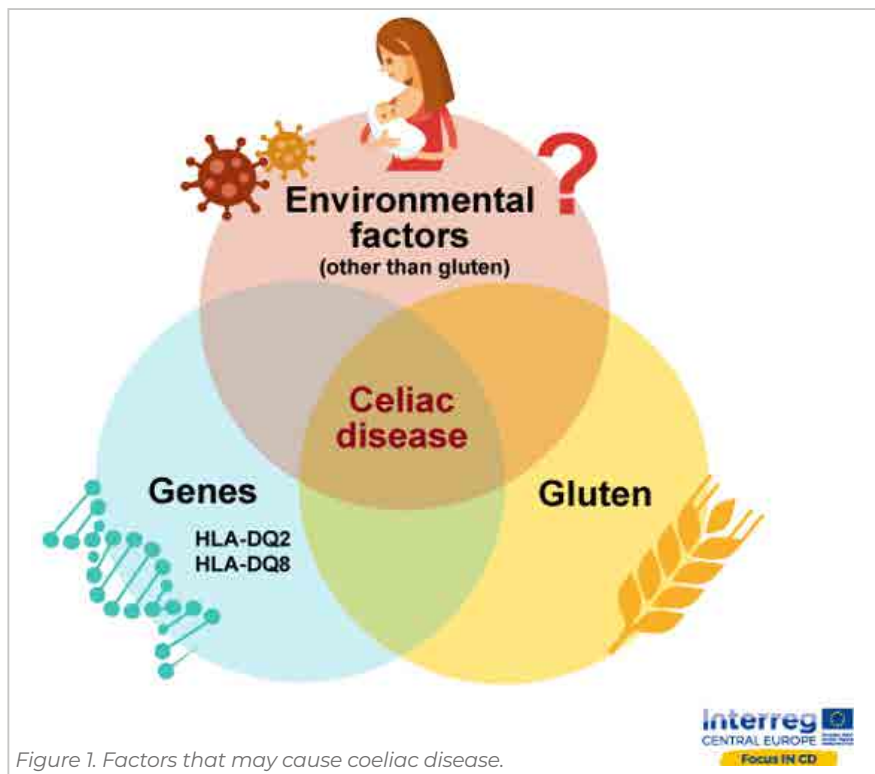 ?
Environmental
factors
(other than gluten)
Celiac
disease
Genes
HLA-DQ2
HLA-DQ8
Gluten
Interreg
CENTRAL EUROPE
Focus IN CD
Figure 1. Factors that may cause coeliac disease.